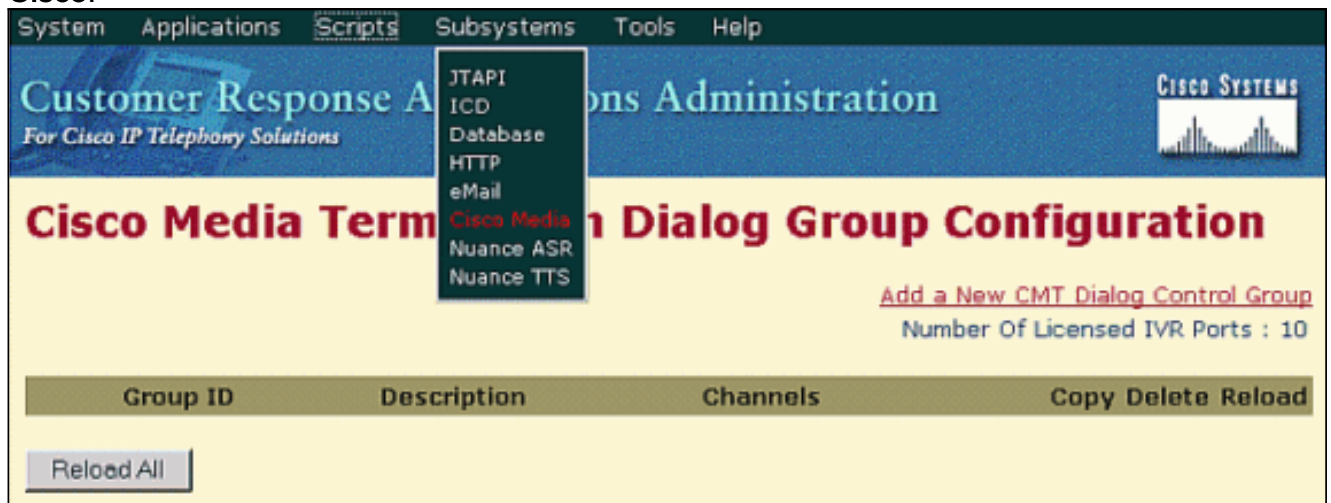 System Applications Scripts Subsystems Tools Help
Customer Response A ons Administration
For Cisco IP Telephony Solutions
CISCO SYSTEMS
JTAPI
ICD
Database
HTTP
eMail
Cisco Media
Nuance ASR
Nuance TTS
Cisco Media Term n Dialog Group Configuration
Add a New CMT Dialog Control Group
Number Of Licensed IVR Ports : 10
Group ID Description Channels Copy Delete Reload
Reload All